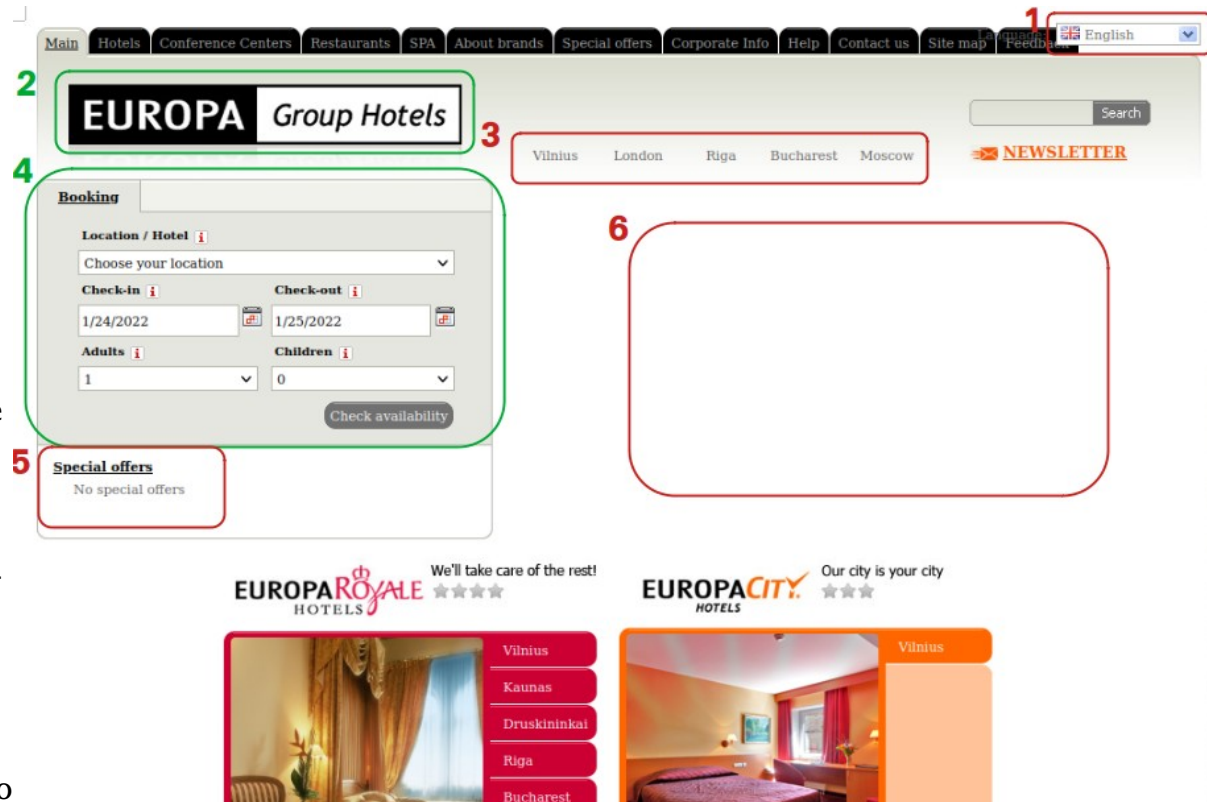 1
Main Hotels Conference Centers Restaurants SPA About brands Special offers Corporate Info Help Contact us Site map Feedback Language English
2
EUROPA Group Hotels
Search
3
Vilnius London Riga Bucharest Moscow
NEWSLETTER
4
Booking
6
Location / Hotel i
Choose your location
Check-in i Check-out i
1/24/2022 1/25/2022
Adults i Children i
1 0
Check availability
5
Special offers
No special offers
EUROPA ROYALE HOTELS
We'll take care of the rest!
EUROPACITY HOTELS
Our city is your city
Vilnius
Kaunas
Druskininkai
Riga
Bucharest
Vilnius